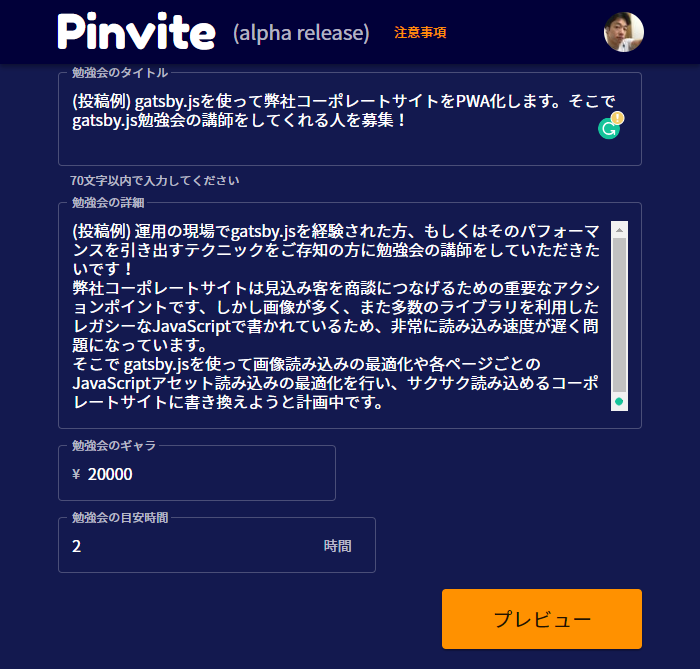 Pinvite (alpha release) 注意事項
勉強会のタイトル
(投稿例) gatsby.jsを使って弊社コーポレートサイトをPWA化します。そこで
gatsby.js勉強会の講師をしてくれる人を募集！
70文字以内で入力してください
勉強会の詳細
(投稿例) 運用の現場でgatsby.jsを経験された方、もしくはそのパフォーマ
ンスを引き出すテクニックをご存知の方に勉強会の講師をしていただきた
いです！
弊社コーポレートサイトは見込み客を商談につなげるための重要なアクシ
ョンポイントです、しかし画像が多く、また多数のライブラリを利用した
レガシーなJavaScriptで書かれているため、非常に読み込み速度が遅く問
題になっています。
そこで gatsby.jsを使って画像読み込みの最適化や各ページごとの
JavaScriptアセット読み込みの最適化を行い、サクサク読み込めるコーポ
レートサイトに書き換えようと計画中です。
勉強会のギャラ
¥ 20000
勉強会の目安時間
2 時間
プレビュー